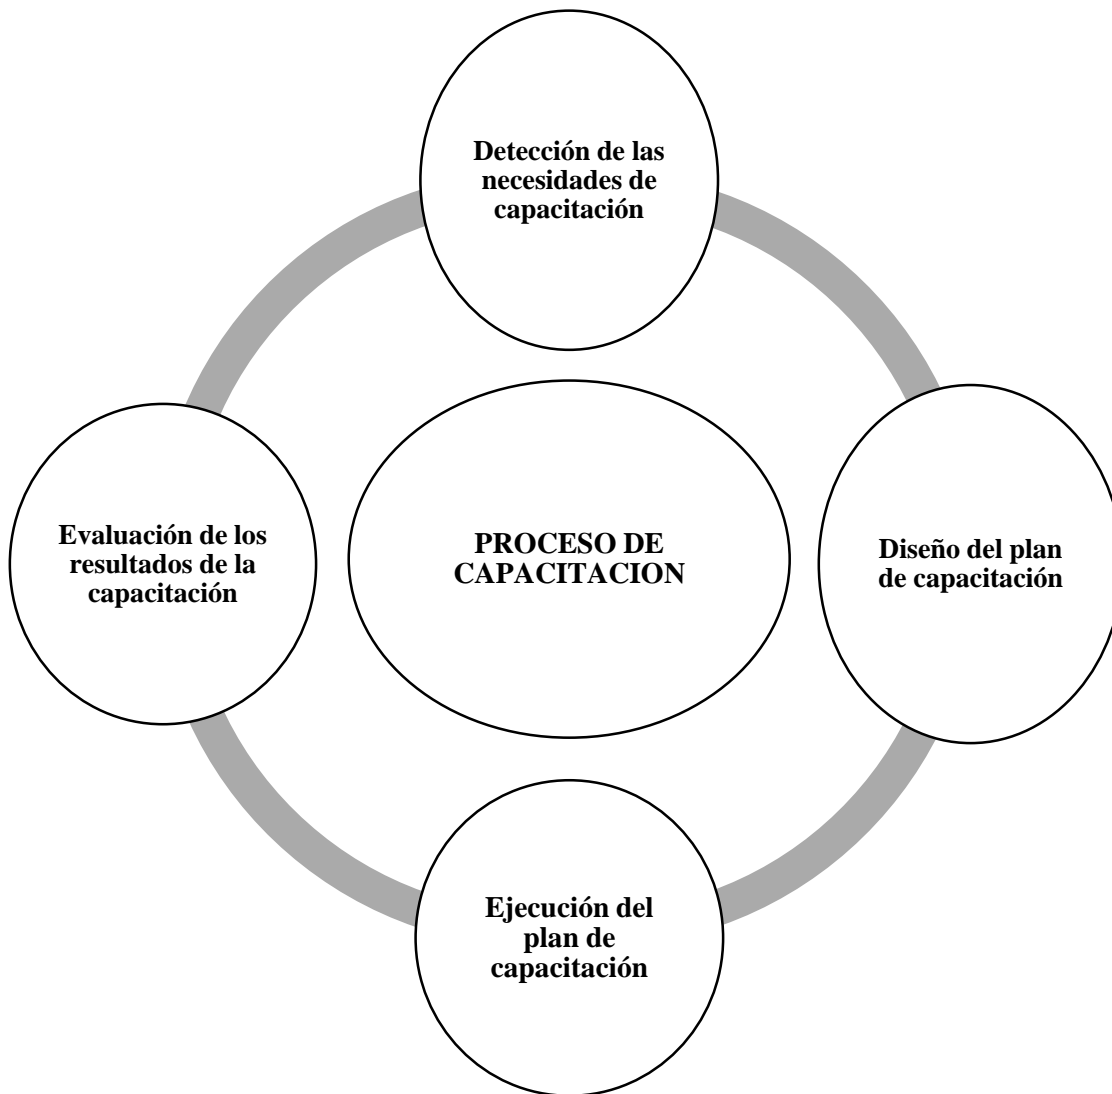 Detección de las
necesidades de
capacitación
Evaluación de los
resultados de la
capacitación
PROCESO DE
CAPACITACION
Diseño del plan
de capacitación
Ejecución del
plan de
capacitación